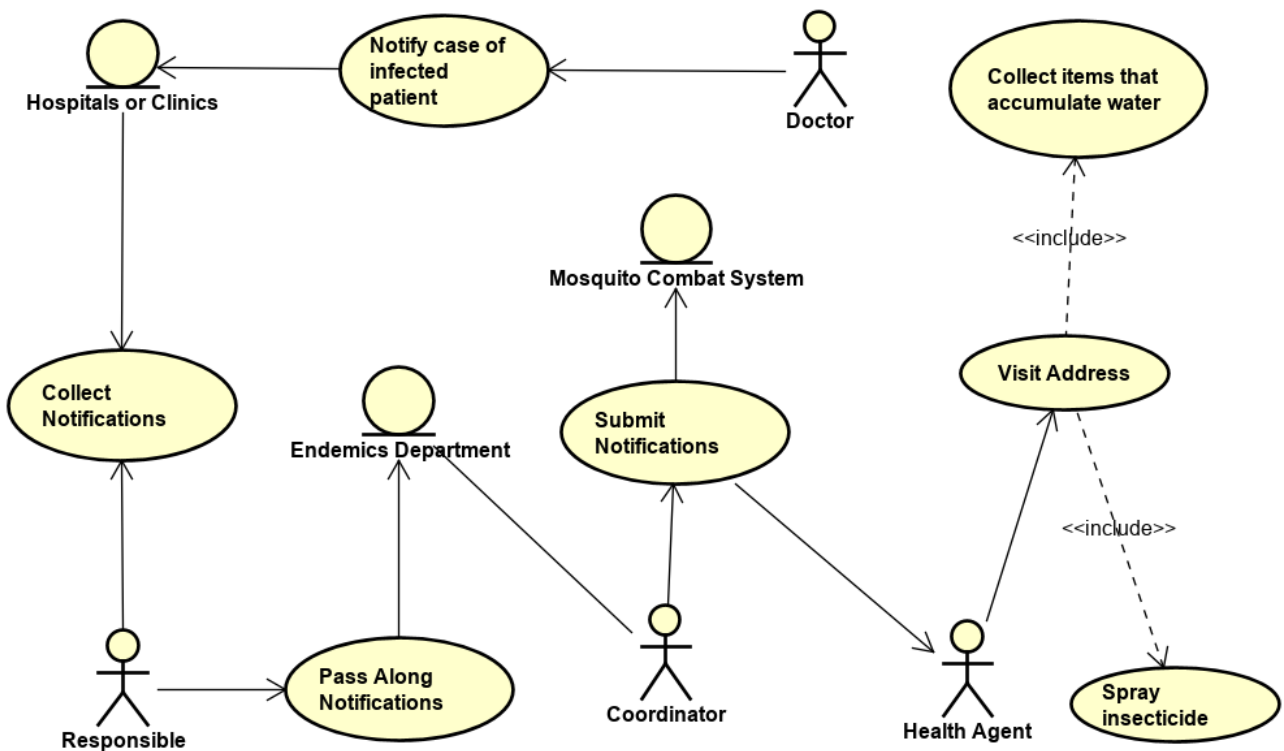 Notify case of
infected
patient
Hospitals or Clinics
Doctor
Collect items that
accumulate water
<<include>>
Mosquito Combat System
Visit Address
Collect
Notifications
Endemics Department
Submit
Notifications
<<include>>
Pass Along
Notifications
Responsible
Coordinator
Health Agent
Spray
insecticide